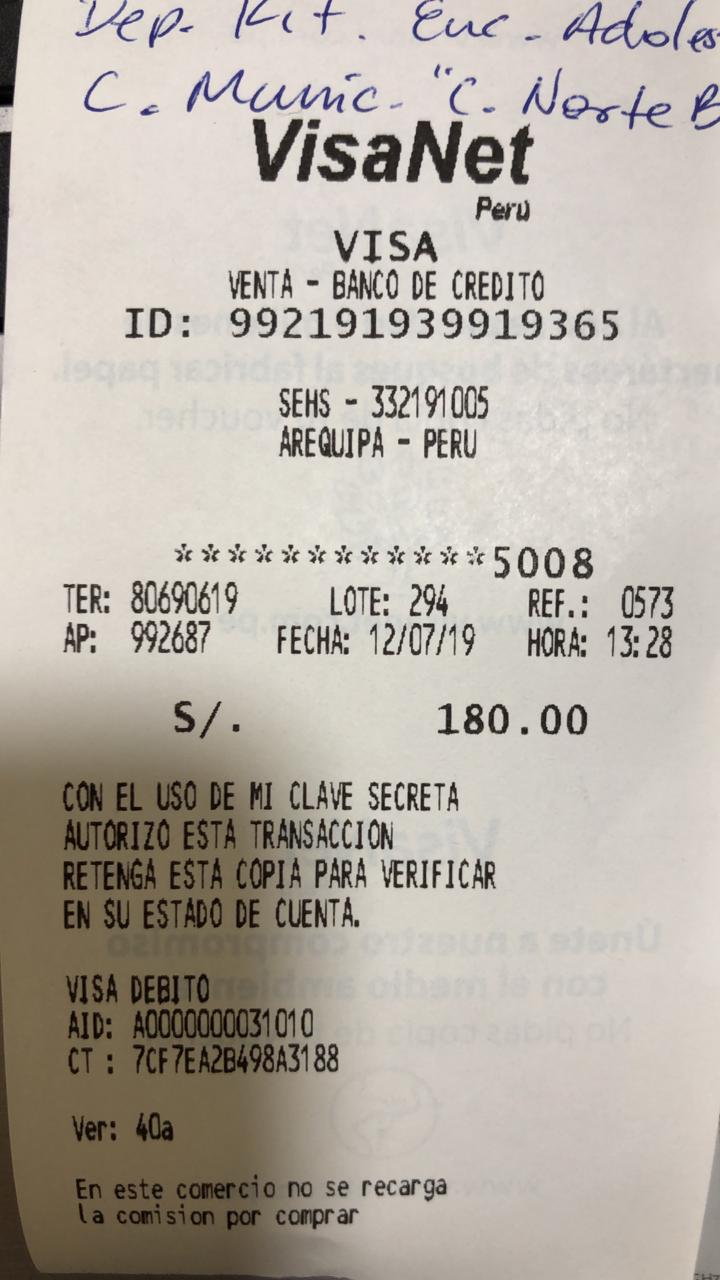 Dep. Kit. Enc. Adoles
C. Munic. "C. Norte B
VisaNet
Perú
VISA
VENTA - BANCO DE CREDITO
ID: 992191939919365
SEHS - 332191005
AREQUIPA - PERU
************5008
TER: 80690619 LOTE: 294 REF.: 0573
AP: 992687 FECHA: 12/07/19 HORA: 13:28
S/. 180.00
CON EL USO DE MI CLAVE SECRETA
AUTORIZO ESTA TRANSACCION
RETENGA ESTA COPIA PARA VERIFICAR
EN SU ESTADO DE CUENTA.
VISA DEBITO
AID: A0000000031010
CT : 7CF7EA2B498A3188
Ver: 40a
En este comercio no se recarga
la comision por comprar